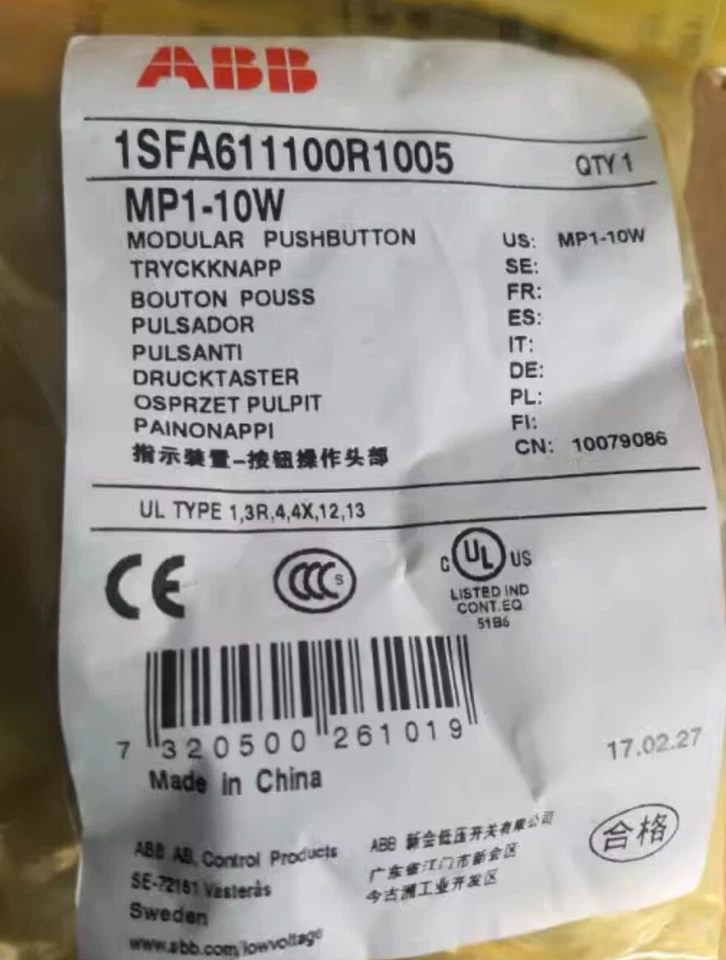 ABB
1SFA611100R1005 QTY 1
MP1-10W
MODULAR PUSHBUTTON US: MP1-10W
TRYCKKNAPP SE:
BOUTON POUSS FR:
PULSADOR ES:
PULSANTI IT:
DRUCKTASTER DE:
OSPRZET PULPIT PL:
PAINONAPPI FI:
指示装置-按钮操作头部 CN: 10079086
UL TYPE 1,3R,4,4X,12,13
CE CCC S C UL US
LISTED IND
CONT.EQ
51B6
7 320500 261019
17.02.27
Made in China
ABB AB, Control Products
SE-72161 Västerås
Sweden
www.abb.com/lowvoltage
ABB 新会低压开关有限公司
广东省江门市新会区
今古洲工业开发区
合格